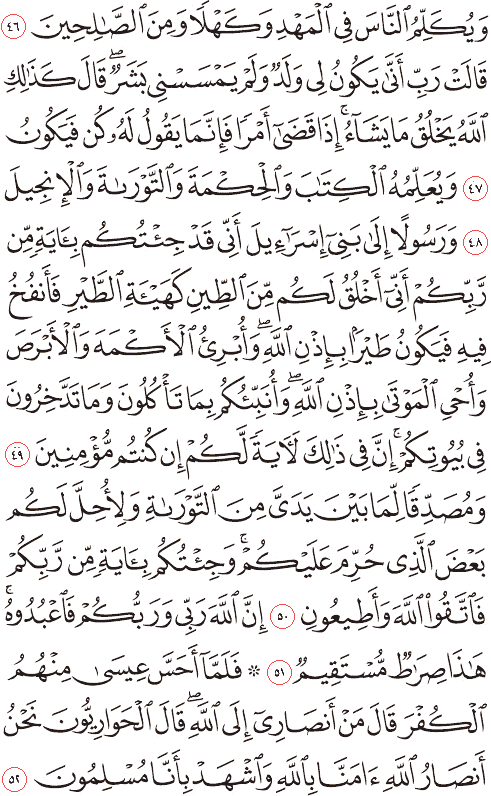 وَيُكَلِّمُ ٱلنَّاسَ فِي ٱلْمَهْدِ وَكَهْلًا وَمِنَ ٱلصَّٰلِحِينَ ٤٦
قَالَتْ رَبِّ أَنَّىٰ يَكُونُ لِي وَلَدٌ وَلَمْ يَمْسَسْنِي بَشَرٌ ۖ قَالَ كَذَٰلِكِ
ٱللَّهُ يَخْلُقُ مَا يَشَآءُ ۚ إِذَا قَضَىٰٓ أَمْرًا فَإِنَّمَا يَقُولُ لَهُۥ كُن فَيَكُونُ
٤٧ وَيُعَلِّمُهُ ٱلْكِتَٰبَ وَٱلْحِكْمَةَ وَٱلتَّوْرَىٰةَ وَٱلْإِنجِيلَ
٤٨ وَرَسُولًا إِلَىٰ بَنِيٓ إِسْرَٰٓءِيلَ أَنِّي قَدْ جِئْتُكُم بِـَٔايَةٍ مِّن
رَّبِّكُمْ أَنِّيٓ أَخْلُقُ لَكُم مِّنَ ٱلطِّينِ كَهَيْـَٔةِ ٱلطَّيْرِ فَأَنفُخُ
فِيهِ فَيَكُونُ طَيْرًۢا بِإِذْنِ ٱللَّهِ ۖ وَأُبْرِئُ ٱلْأَكْمَهَ وَٱلْأَبْرَصَ
وَأُحْيِ ٱلْمَوْتَىٰ بِإِذْنِ ٱللَّهِ ۖ وَأُنَبِّئُكُم بِمَا تَأْكُلُونَ وَمَا تَدَّخِرُونَ
فِي بُيُوتِكُمْ ۚ إِنَّ فِي ذَٰلِكَ لَـَٔايَةً لَّكُمْ إِن كُنتُم مُّؤْمِنِينَ ٤٩
وَمُصَدِّقًا لِّمَا بَيْنَ يَدَيَّ مِنَ ٱلتَّوْرَىٰةِ وَلِأُحِلَّ لَكُم
بَعْضَ ٱلَّذِي حُرِّمَ عَلَيْكُمْ ۚ وَجِئْتُكُم بِـَٔايَةٍ مِّن رَّبِّكُمْ
فَٱتَّقُوا۟ ٱللَّهَ وَأَطِيعُونِ ٥٠ إِنَّ ٱللَّهَ رَبِّي وَرَبُّكُمْ فَٱعْبُدُوهُ ۚ
هَٰذَا صِرَٰطٌ مُّسْتَقِيمٌ ٥١ ۞ فَلَمَّآ أَحَسَّ عِيسَىٰ مِنْهُمُ
ٱلْكُفْرَ قَالَ مَنْ أَنصَارِيٓ إِلَى ٱللَّهِ ۖ قَالَ ٱلْحَوَارِيُّونَ نَحْنُ
أَنصَارُ ٱللَّهِ ءَامَنَّا بِٱللَّهِ وَٱشْهَدْ بِأَنَّا مُسْلِمُونَ ٥٢